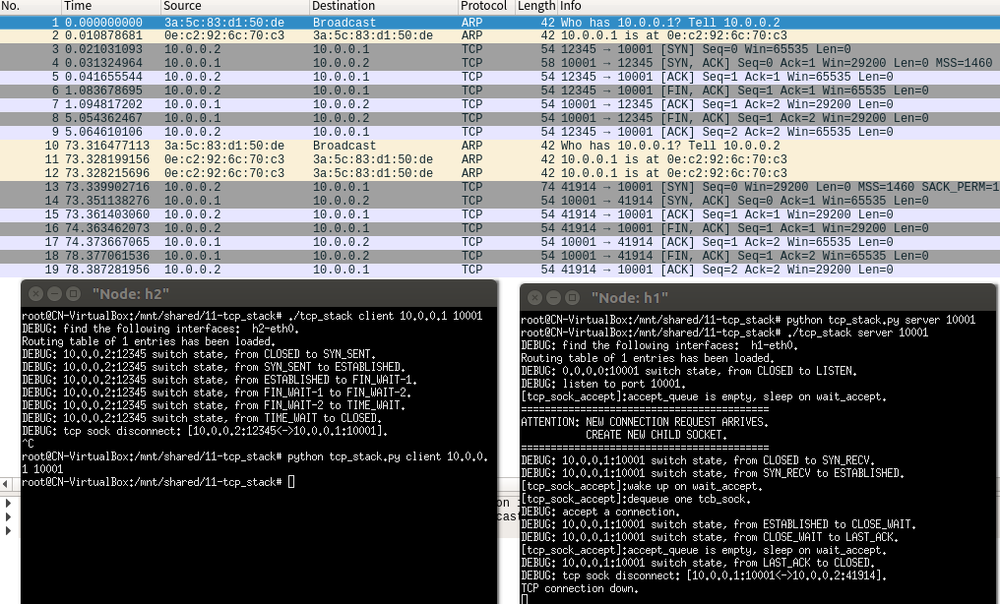 No. Time Source Destination Protocol Length Info
1 0.000000000 3a:5c:83:d1:50:de Broadcast ARP 42 Who has 10.0.0.1? Tell 10.0.0.2
2 0.010878681 0e:c2:92:6c:70:c3 3a:5c:83:d1:50:de ARP 42 10.0.0.1 is at 0e:c2:92:6c:70:c3
3 0.021031093 10.0.0.2 10.0.0.1 TCP 54 12345 → 10001 [SYN] Seq=0 Win=65535 Len=0
4 0.031324964 10.0.0.1 10.0.0.2 TCP 58 10001 → 12345 [SYN, ACK] Seq=0 Ack=1 Win=29200 Len=0 MSS=1460
5 0.041655544 10.0.0.2 10.0.0.1 TCP 54 12345 → 10001 [ACK] Seq=1 Ack=1 Win=65535 Len=0
6 1.083678695 10.0.0.2 10.0.0.1 TCP 54 12345 → 10001 [FIN, ACK] Seq=1 Ack=1 Win=65535 Len=0
7 1.094817202 10.0.0.1 10.0.0.2 TCP 54 10001 → 12345 [ACK] Seq=1 Ack=2 Win=29200 Len=0
8 5.054362467 10.0.0.1 10.0.0.2 TCP 54 10001 → 12345 [FIN, ACK] Seq=1 Ack=2 Win=29200 Len=0
9 5.064610106 10.0.0.2 10.0.0.1 TCP 54 12345 → 10001 [ACK] Seq=2 Ack=2 Win=65535 Len=0
10 73.316477113 3a:5c:83:d1:50:de Broadcast ARP 42 Who has 10.0.0.1? Tell 10.0.0.2
11 73.328199156 0e:c2:92:6c:70:c3 3a:5c:83:d1:50:de ARP 42 10.0.0.1 is at 0e:c2:92:6c:70:c3
12 73.328215696 0e:c2:92:6c:70:c3 3a:5c:83:d1:50:de ARP 42 10.0.0.1 is at 0e:c2:92:6c:70:c3
13 73.339902716 10.0.0.2 10.0.0.1 TCP 74 41914 → 10001 [SYN] Seq=0 Win=29200 Len=0 MSS=1460 SACK_PERM=1
14 73.351138276 10.0.0.1 10.0.0.2 TCP 54 10001 → 41914 [SYN, ACK] Seq=0 Ack=1 Win=65535 Len=0
15 73.361403060 10.0.0.2 10.0.0.1 TCP 54 41914 → 10001 [ACK] Seq=1 Ack=1 Win=29200 Len=0
16 74.363462073 10.0.0.2 10.0.0.1 TCP 54 41914 → 10001 [FIN, ACK] Seq=1 Ack=1 Win=29200 Len=0
17 74.373667065 10.0.0.1 10.0.0.2 TCP 54 10001 → 41914 [ACK] Seq=1 Ack=2 Win=65535 Len=0
18 78.377061536 10.0.0.1 10.0.0.2 TCP 54 10001 → 41914 [FIN, ACK] Seq=1 Ack=2 Win=65535 Len=0
19 78.387281956 10.0.0.2 10.0.0.1 TCP 54 41914 → 10001 [ACK] Seq=2 Ack=2 Win=29200 Len=0
"Node: h2"
root@CN-VirtualBox:/mnt/shared/11-tcp_stack# ./tcp_stack client 10.0.0.1 10001
DEBUG: find the following interfaces: h2-eth0.
Routing table of 1 entries has been loaded.
DEBUG: 10.0.0.2:12345 switch state, from CLOSED to SYN_SENT.
DEBUG: 10.0.0.2:12345 switch state, from SYN_SENT to ESTABLISHED.
DEBUG: 10.0.0.2:12345 switch state, from ESTABLISHED to FIN_WAIT-1.
DEBUG: 10.0.0.2:12345 switch state, from FIN_WAIT-1 to FIN_WAIT-2.
DEBUG: 10.0.0.2:12345 switch state, from FIN_WAIT-2 to TIME_WAIT.
DEBUG: 10.0.0.2:12345 switch state, from TIME_WAIT to CLOSED.
DEBUG: tcp sock disconnect: [10.0.0.2:12345<->10.0.0.1:10001].
^C
root@CN-VirtualBox:/mnt/shared/11-tcp_stack# python tcp_stack.py client 10.0.0.
1 10001
root@CN-VirtualBox:/mnt/shared/11-tcp_stack#
"Node: h1"
root@CN-VirtualBox:/mnt/shared/11-tcp_stack# python tcp_stack.py server 10001
root@CN-VirtualBox:/mnt/shared/11-tcp_stack# ./tcp_stack server 10001
DEBUG: find the following interfaces: h1-eth0.
Routing table of 1 entries has been loaded.
DEBUG: 0.0.0.0:10001 switch state, from CLOSED to LISTEN.
DEBUG: listen to port 10001.
[tcp_sock_accept]:accept_queue is empty, sleep on wait_accept.
==========================================
ATTENTION: NEW CONNECTION REQUEST ARRIVES.
CREATE NEW CHILD SOCKET.
==========================================
DEBUG: 10.0.0.1:10001 switch state, from CLOSED to SYN_RECV.
DEBUG: 10.0.0.1:10001 switch state, from SYN_RECV to ESTABLISHED.
[tcp_sock_accept]:wake up on wait_accept.
[tcp_sock_accept]:dequeue one tcb_sock.
DEBUG: accept a connection.
DEBUG: 10.0.0.1:10001 switch state, from ESTABLISHED to CLOSE_WAIT.
DEBUG: 10.0.0.1:10001 switch state, from CLOSE_WAIT to LAST_ACK.
[tcp_sock_accept]:accept_queue is empty, sleep on wait_accept.
DEBUG: 10.0.0.1:10001 switch state, from LAST_ACK to CLOSED.
DEBUG: tcp sock disconnect: [10.0.0.1:10001<->10.0.0.2:41914].
TCP connection down.